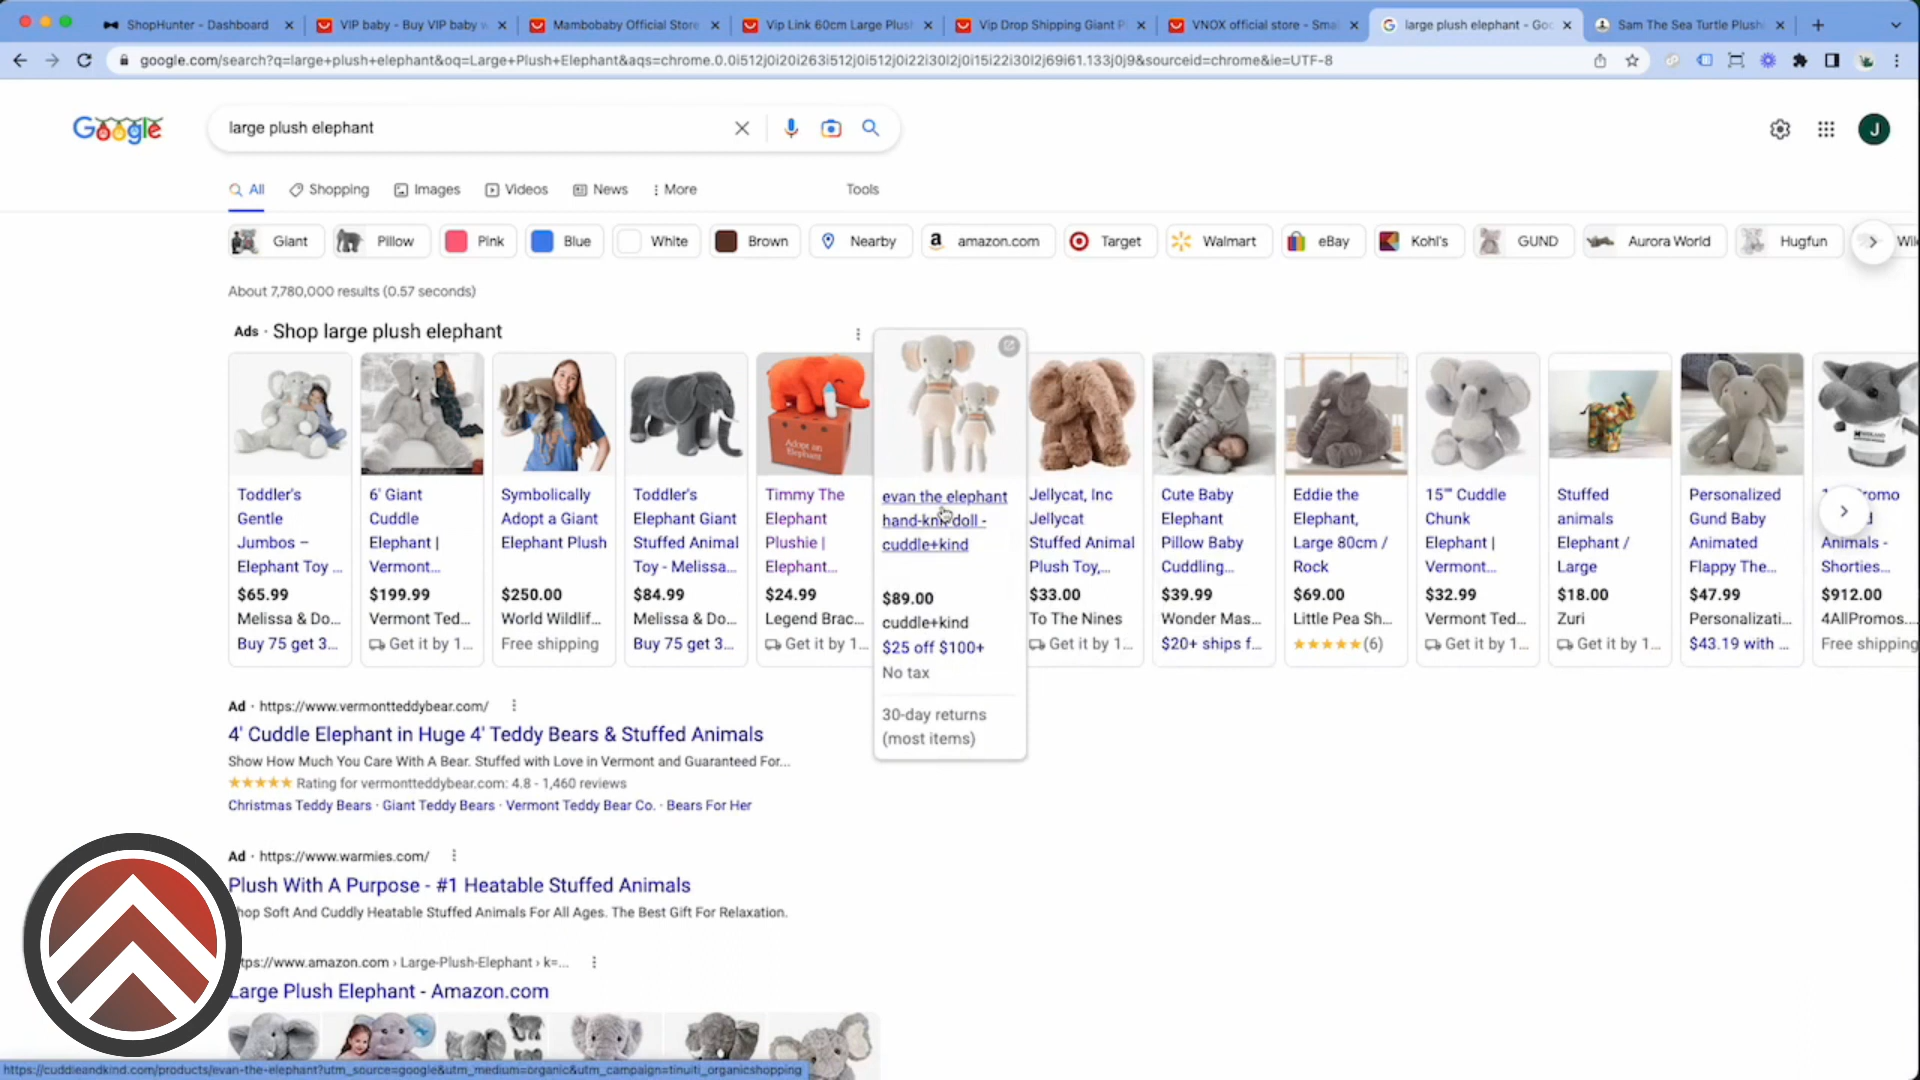 ShopHunter - Dashboard
VIP baby - Buy VIP baby
Mambobaby Official Store
Vip Link 60cm Large Plush
Vip Drop Shipping Giant P
VNOX official store - Smal
large plush elephant - Goo
Sam The Sea Turtle Plushi
google.com/search?q=large+plush+elephant&oq=Large+Plush+Elephant&aqs=chrome.0.0i512j0i20i263i512j0i512j0i22i30l2j0i15i22i30l2j69i61.133j0j9&sourceid=chrome&ie=UTF-8
Google
large plush elephant
J
All
Shopping
Images
Videos
News
More
Tools
Giant
Pillow
Pink
Blue
White
Brown
Nearby
amazon.com
Target
Walmart
eBay
Kohl's
GUND
Aurora World
Hugfun
About 7,780,000 results (0.57 seconds)
Ads · Shop large plush elephant
Toddler's
Gentle
Jumbos –
Elephant Toy ...
$65.99
Melissa & Do...
Buy 75 get 3...
6' Giant
Cuddle
Elephant |
Vermont...
$199.99
Vermont Ted...
Get it by 1...
Symbolically
Adopt a Giant
Elephant Plush
$250.00
World Wildlif...
Free shipping
Toddler's
Elephant Giant
Stuffed Animal
Toy - Melissa...
$84.99
Melissa & Do...
Buy 75 get 3...
Adopt an
Elephant
Timmy The
Elephant
Plushie |
Elephant...
$24.99
Legend Brac...
Get it by 1...
evan the elephant
hand-knit doll -
cuddle+kind
$89.00
cuddle+kind
$25 off $100+
No tax
30-day returns
(most items)
Jellycat, Inc
Jellycat
Stuffed Animal
Plush Toy,...
$33.00
To The Nines
Get it by 1...
Cute Baby
Elephant
Pillow Baby
Cuddling...
$39.99
Wonder Mas...
$20+ ships f...
Eddie the
Elephant,
Large 80cm /
Rock
$69.00
Little Pea Sh...
(6)
15"" Cuddle
Chunk
Elephant |
Vermont...
$32.99
Vermont Ted...
Get it by 1...
Stuffed
animals
Elephant /
Large
$18.00
Zuri
Get it by 1...
Personalized
Gund Baby
Animated
Flappy The...
$47.99
Personalizati...
$43.19 with ...
Animals -
Shorties...
$912.00
4AllPromos....
Free shipping
Ad · https://www.vermontteddybear.com/
4' Cuddle Elephant in Huge 4' Teddy Bears & Stuffed Animals
Show How Much You Care With A Bear. Stuffed with Love in Vermont and Guaranteed For...
Rating for vermontteddybear.com: 4.8 - 1,460 reviews
Christmas Teddy Bears · Giant Teddy Bears · Vermont Teddy Bear Co. · Bears For Her
Ad · https://www.warmies.com/
Plush With A Purpose - #1 Heatable Stuffed Animals
hop Soft And Cuddly Heatable Stuffed Animals For All Ages. The Best Gift For Relaxation.
tps://www.amazon.com › Large-Plush-Elephant › k=...
Large Plush Elephant - Amazon.com
https://cuddleandkind.com/products/evan-the-elephant?utm_source=google&utm_medium=organic&utm_campaign=tinuiti_organicshopping